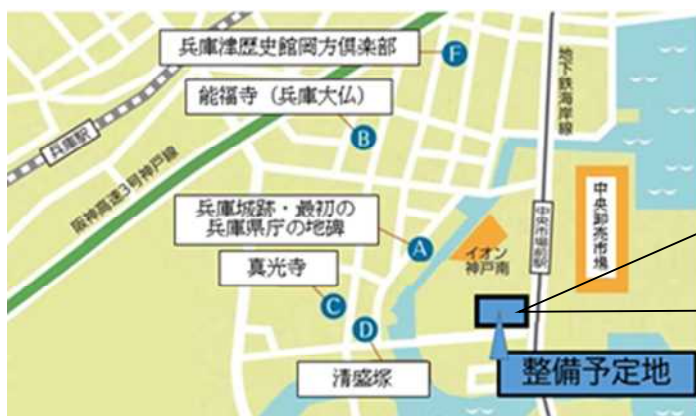 兵庫津歴史館岡方倶楽部
F
能福寺（兵庫大仏）
B
地下鉄海岸線
兵庫駅
阪神高速3号神戸線
兵庫城跡・最初の
兵庫県庁の地碑
A
イオン
神戸南
中央市場前駅
中央卸売市場
真光寺
C
D
清盛塚
整備予定地